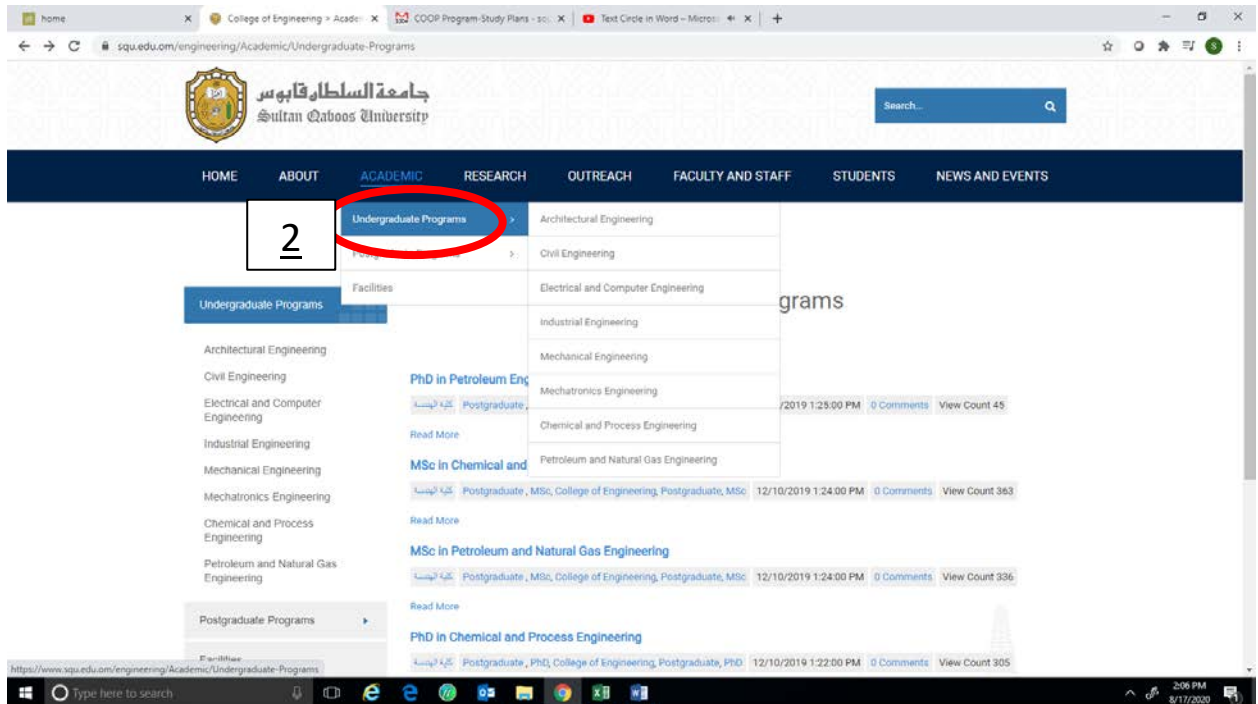 home
College of Engineering > Acade
COOP Program-Study Plans - sc
Text Circle in Word – Micros
squ.edu.om/engineering/Academic/Undergraduate-Programs
S
جامعة السلطان قابوس
Sultan Qaboos University
Search...
HOME ABOUT ACADEMIC RESEARCH OUTREACH FACULTY AND STAFF STUDENTS NEWS AND EVENTS
2
Undergraduate Programs
Facilities
Architectural Engineering
Civil Engineering
Electrical and Computer Engineering
Industrial Engineering
Mechanical Engineering
Mechatronics Engineering
Chemical and Process Engineering
Petroleum and Natural Gas Engineering
grams
Undergraduate Programs
Architectural Engineering
Civil Engineering
Electrical and Computer
Engineering
Industrial Engineering
Mechanical Engineering
Mechatronics Engineering
Chemical and Process
Engineering
Petroleum and Natural Gas
Engineering
Postgraduate Programs
PhD in Petroleum Eng
كلية الهندسة Postgraduate, /2019 1:25:00 PM 0 Comments View Count 45
Read More
MSc in Chemical and
كلية الهندسة Postgraduate , MSc, College of Engineering, Postgraduate, MSc 12/10/2019 1:24:00 PM 0 Comments View Count 363
Read More
MSc in Petroleum and Natural Gas Engineering
كلية الهندسة Postgraduate , MSc, College of Engineering, Postgraduate, MSc 12/10/2019 1:24:00 PM 0 Comments View Count 336
Read More
PhD in Chemical and Process Engineering
كلية الهندسة Postgraduate , PhD, College of Engineering, Postgraduate, PhD 12/10/2019 1:22:00 PM 0 Comments View Count 305
https://www.squ.edu.om/engineering/Academic/Undergraduate-Programs
Type here to search
2:06 PM
8/17/2020